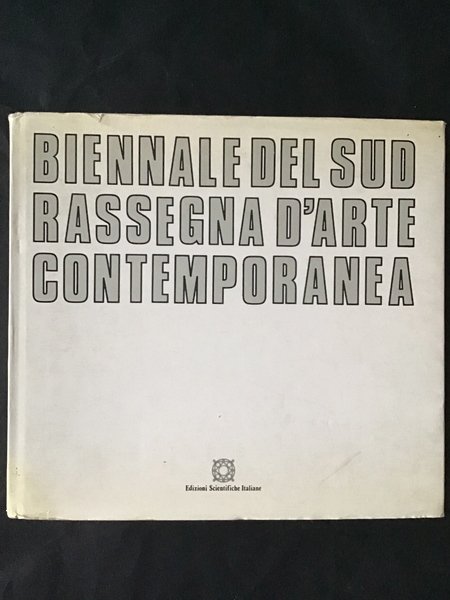 BIENNALE DEL SUD
RASSEGNA D'ARTE
CONTEMPORANEA
Edizioni Scientifiche Italiane